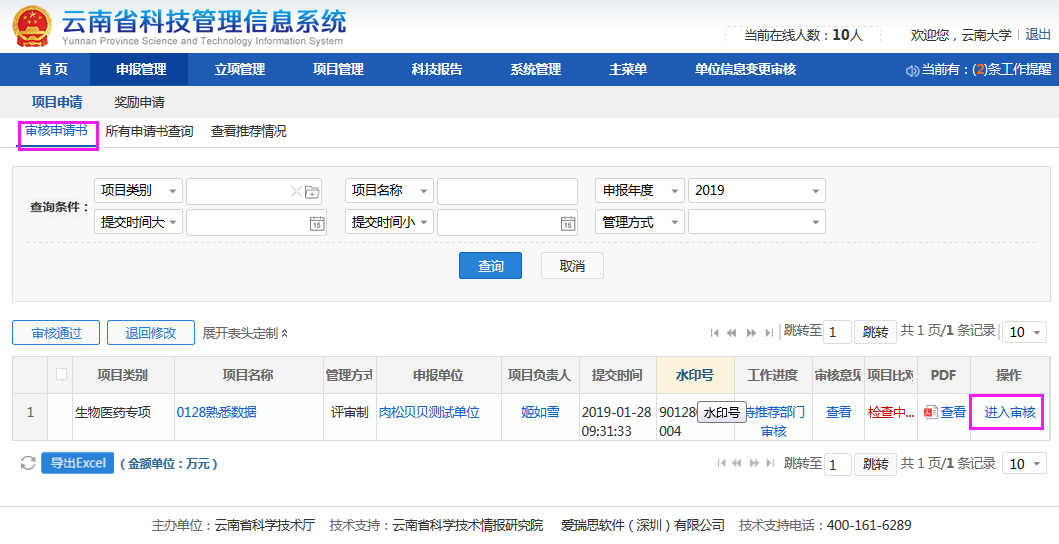 云南省科技管理信息系统
Yunnan Province Science and Technology Information System
当前在线人数：10人 欢迎您，云南大学 | 退出
首 页 申报管理 立项管理 项目管理 科技报告 系统管理 主菜单 单位信息变更审核 当前有：(2)条工作提醒
项目申请 奖励申请
审核申请书 所有申请书查询 查看推荐情况
项目类别 项目名称 申报年度 2019
查询条件：
提交时间大 15 提交时间小 15 管理方式
查询 取消
审核通过 退回修改 展开表头定制 跳转至 1 跳转 共 1 页/1 条记录 10
项目类别 项目名称 管理方式 申报单位 项目负责人 提交时间 水印号 工作进度 审核意见 项目比对 PDF 操作
1 生物医药专项 0128熟悉数据 评审制 肉松贝贝测试单位 姬如雪 2019-01-28 90128 水印号 待推荐部门 查看 检查中... 查看 进入审核
09:31:33 004 审核
导出Excel （金额单位：万元） 跳转至 1 跳转 共 1 页/1 条记录 10
主办单位：云南省科学技术厅 技术支持：云南省科学技术情报研究院 爱瑞思软件（深圳）有限公司 技术支持电话：400-161-6289